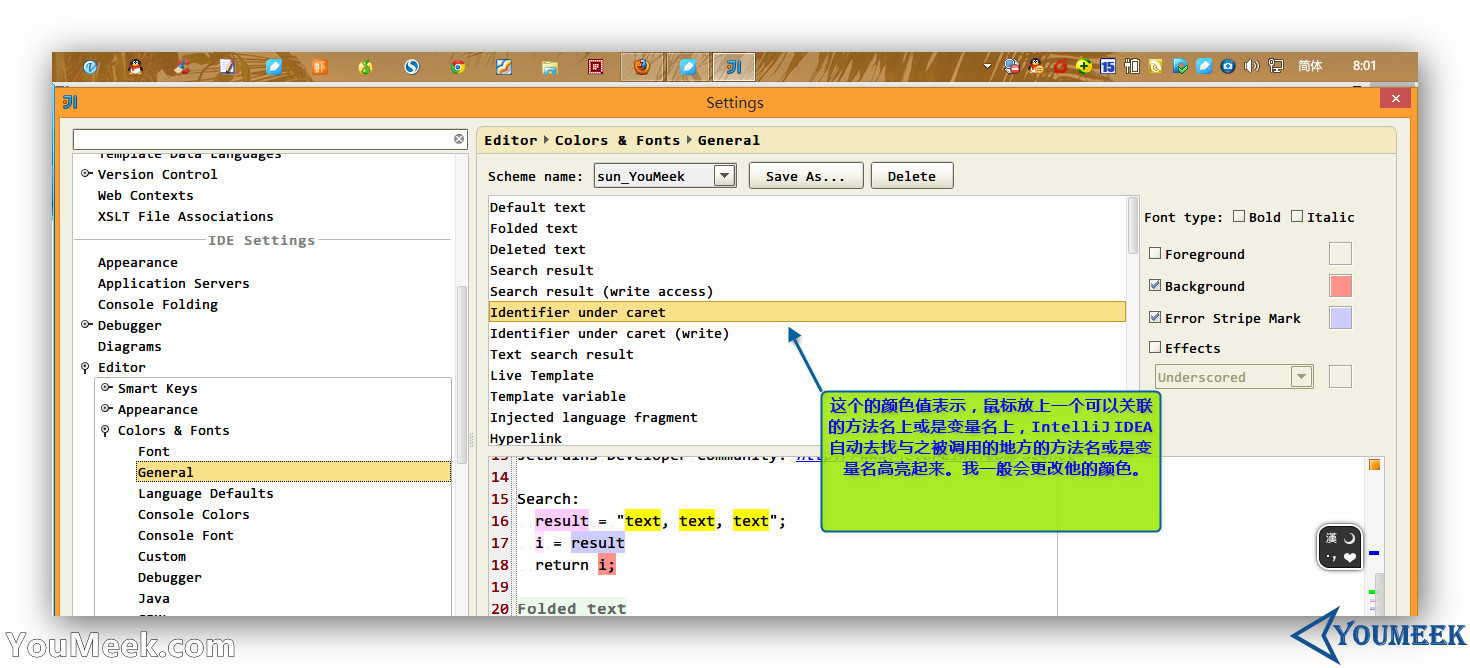 15
简体
8:01
Settings
Template Data Languages
Version Control
Web Contexts
XSLT File Associations
IDE Settings
Appearance
Application Servers
Console Folding
Debugger
Diagrams
Editor
Smart Keys
Appearance
Colors & Fonts
Font
General
Language Defaults
Console Colors
Console Font
Custom
Debugger
Java
Editor Colors & Fonts General
Scheme name: sun_YouMeek Save As... Delete
Default text
Folded text
Deleted text
Search result
Search result (write access)
Identifier under caret
Identifier under caret (write)
Text search result
Live Template
Template variable
Injected language fragment
Hyperlink
Font type: Bold Italic
Foreground
Background
Error Stripe Mark
Effects
Underscored
这个的颜色值表示，鼠标放上一个可以关联
的方法名上或是变量名上，IntelliJ IDEA
自动去找与之被调用的地方的方法名或是变
量名高亮起来。我一般会更改他的颜色。
13 JetBrains Developer Community:
14
15 Search:
16 result = "text, text, text";
17 i = result
18 return i;
19
20 Folded text
漢
YouMeek.com
YOUMEEK